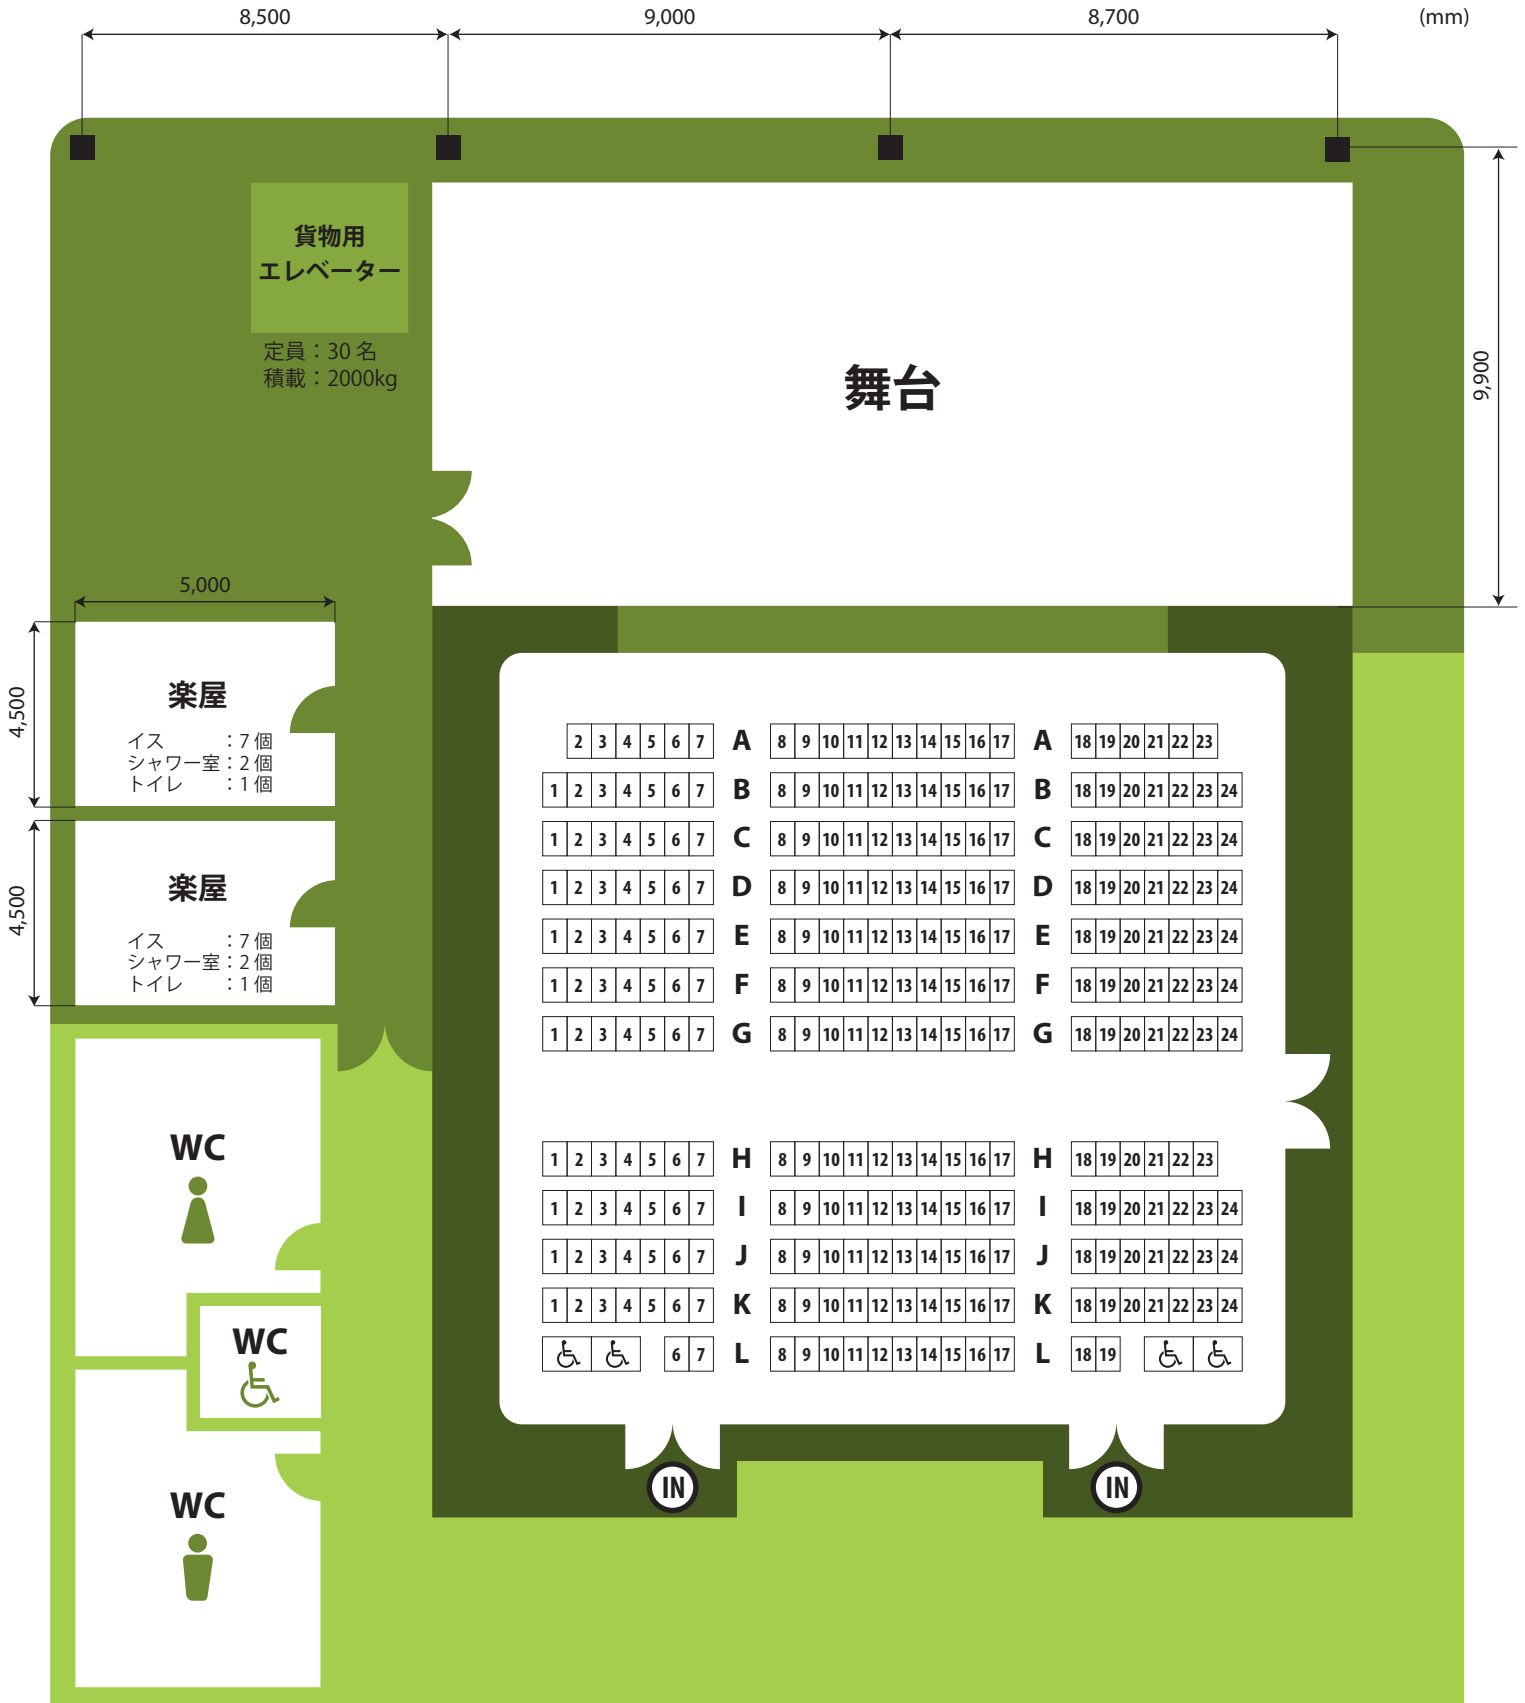 8,500 9,000 8,700 (mm)
貨物用
エレベーター
定員：30 名
積載：2000kg
舞台
9,900
5,000
4,500
楽屋
イス ：7 個
シャワー室：2 個
トイレ ：1 個
4,500
楽屋
イス ：7 個
シャワー室：2 個
トイレ ：1 個
2 3 4 5 6 7 A 8 9 10 11 12 13 14 15 16 17 A 18 19 20 21 22 23
1 2 3 4 5 6 7 B 8 9 10 11 12 13 14 15 16 17 B 18 19 20 21 22 23 24
1 2 3 4 5 6 7 C 8 9 10 11 12 13 14 15 16 17 C 18 19 20 21 22 23 24
1 2 3 4 5 6 7 D 8 9 10 11 12 13 14 15 16 17 D 18 19 20 21 22 23 24
1 2 3 4 5 6 7 E 8 9 10 11 12 13 14 15 16 17 E 18 19 20 21 22 23 24
1 2 3 4 5 6 7 F 8 9 10 11 12 13 14 15 16 17 F 18 19 20 21 22 23 24
1 2 3 4 5 6 7 G 8 9 10 11 12 13 14 15 16 17 G 18 19 20 21 22 23 24
1 2 3 4 5 6 7 H 8 9 10 11 12 13 14 15 16 17 H 18 19 20 21 22 23
1 2 3 4 5 6 7 I 8 9 10 11 12 13 14 15 16 17 I 18 19 20 21 22 23 24
1 2 3 4 5 6 7 J 8 9 10 11 12 13 14 15 16 17 J 18 19 20 21 22 23 24
1 2 3 4 5 6 7 K 8 9 10 11 12 13 14 15 16 17 K 18 19 20 21 22 23 24
6 7 L 8 9 10 11 12 13 14 15 16 17 L 18 19
WC
WC
WC
IN IN